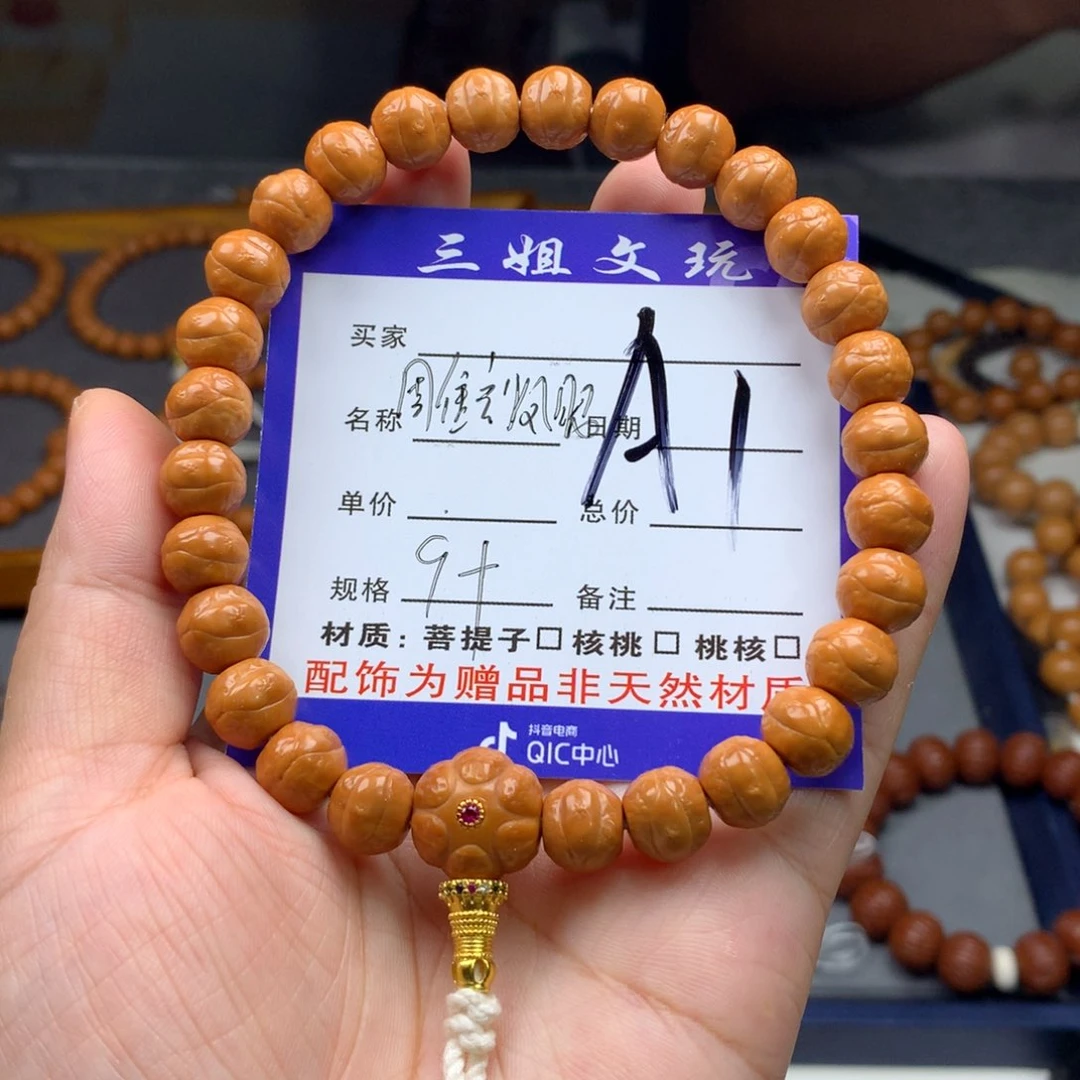 三姐文玩
买家
名称 日期
A1
单价 总价
规格 9+ 备注
材质：菩提子□ 核桃□ 桃核□
配饰为赠品非天然材质
抖音电商
QIC中心